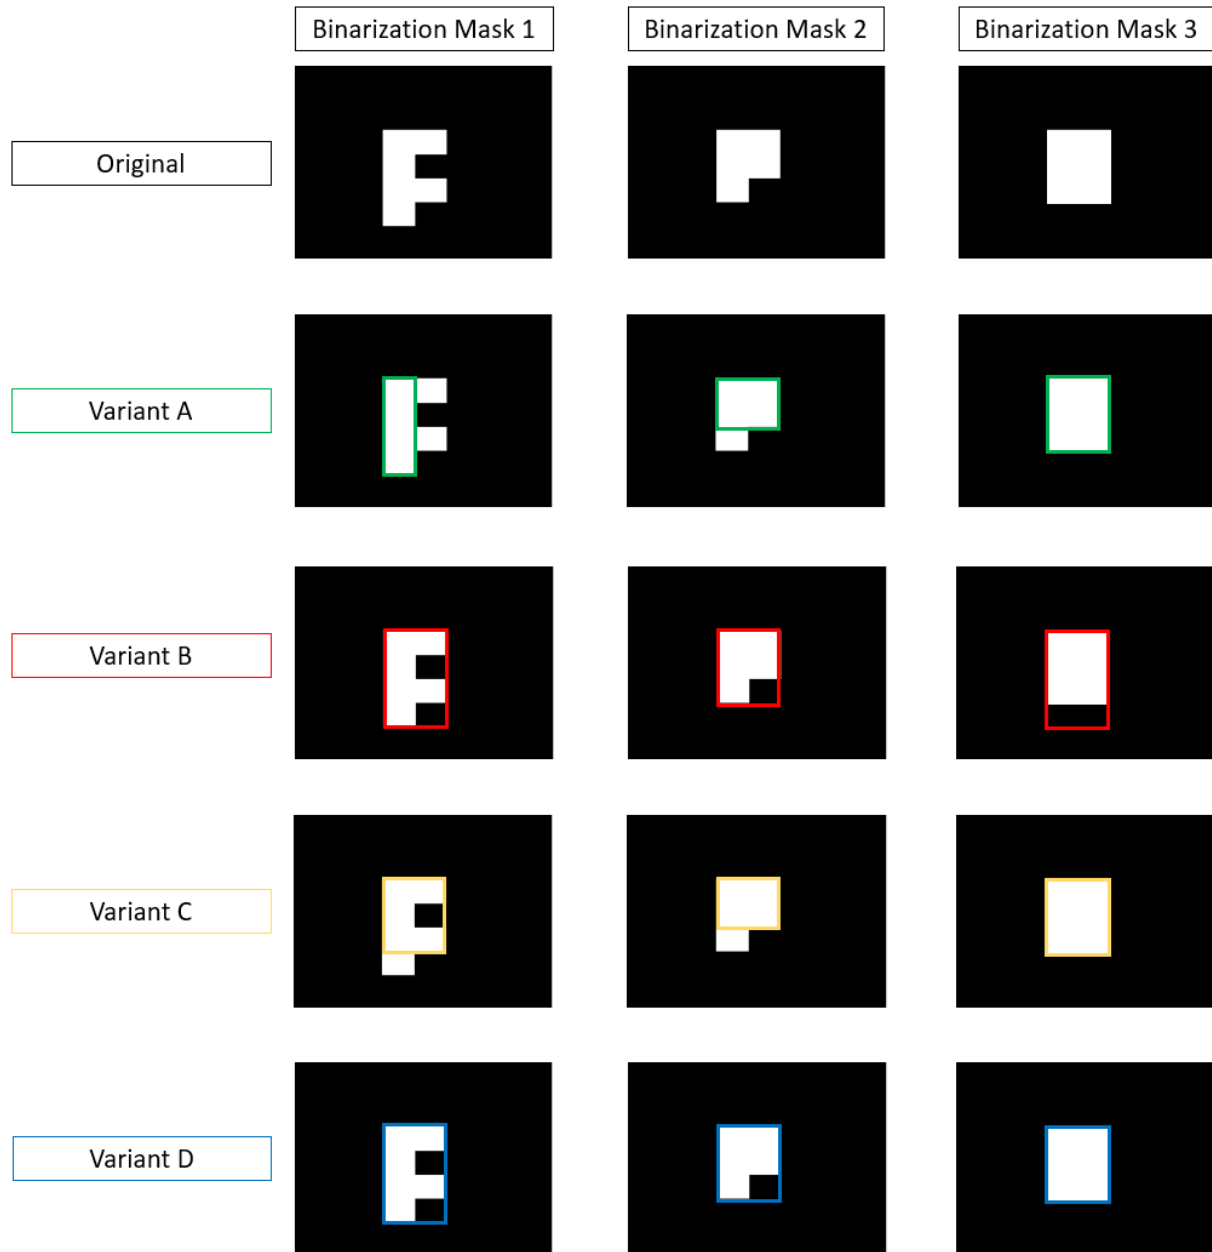 Binarization Mask 1
Binarization Mask 2
Binarization Mask 3
Original
Variant A
Variant B
Variant C
Variant D